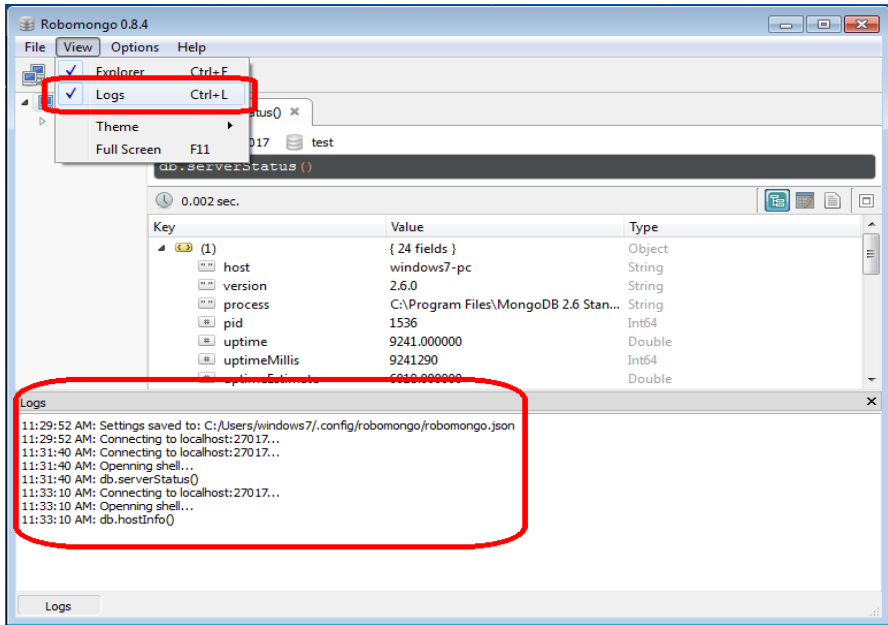 Robomongo 0.8.4
File View Options Help
Explorer Ctrl+E
Logs Ctrl+L
Theme
Full Screen F11
tus() ×
017 test
db.serverStatus()
0.002 sec.
Key Value Type
(1) { 24 fields } Object
host windows7-pc String
version 2.6.0 String
process C:\Program Files\MongoDB 2.6 Stan... String
pid 1536 Int64
uptime 9241.000000 Double
uptimeMillis 9241290 Int64
uptimeEstimate Double
Logs
11:29:52 AM: Settings saved to: C:/Users/windows7/.config/robomongo/robomongo.json
11:29:52 AM: Connecting to localhost:27017...
11:31:40 AM: Connecting to localhost:27017...
11:31:40 AM: Openning shell...
11:31:40 AM: db.serverStatus()
11:33:10 AM: Connecting to localhost:27017...
11:33:10 AM: Openning shell...
11:33:10 AM: db.hostInfo()
Logs